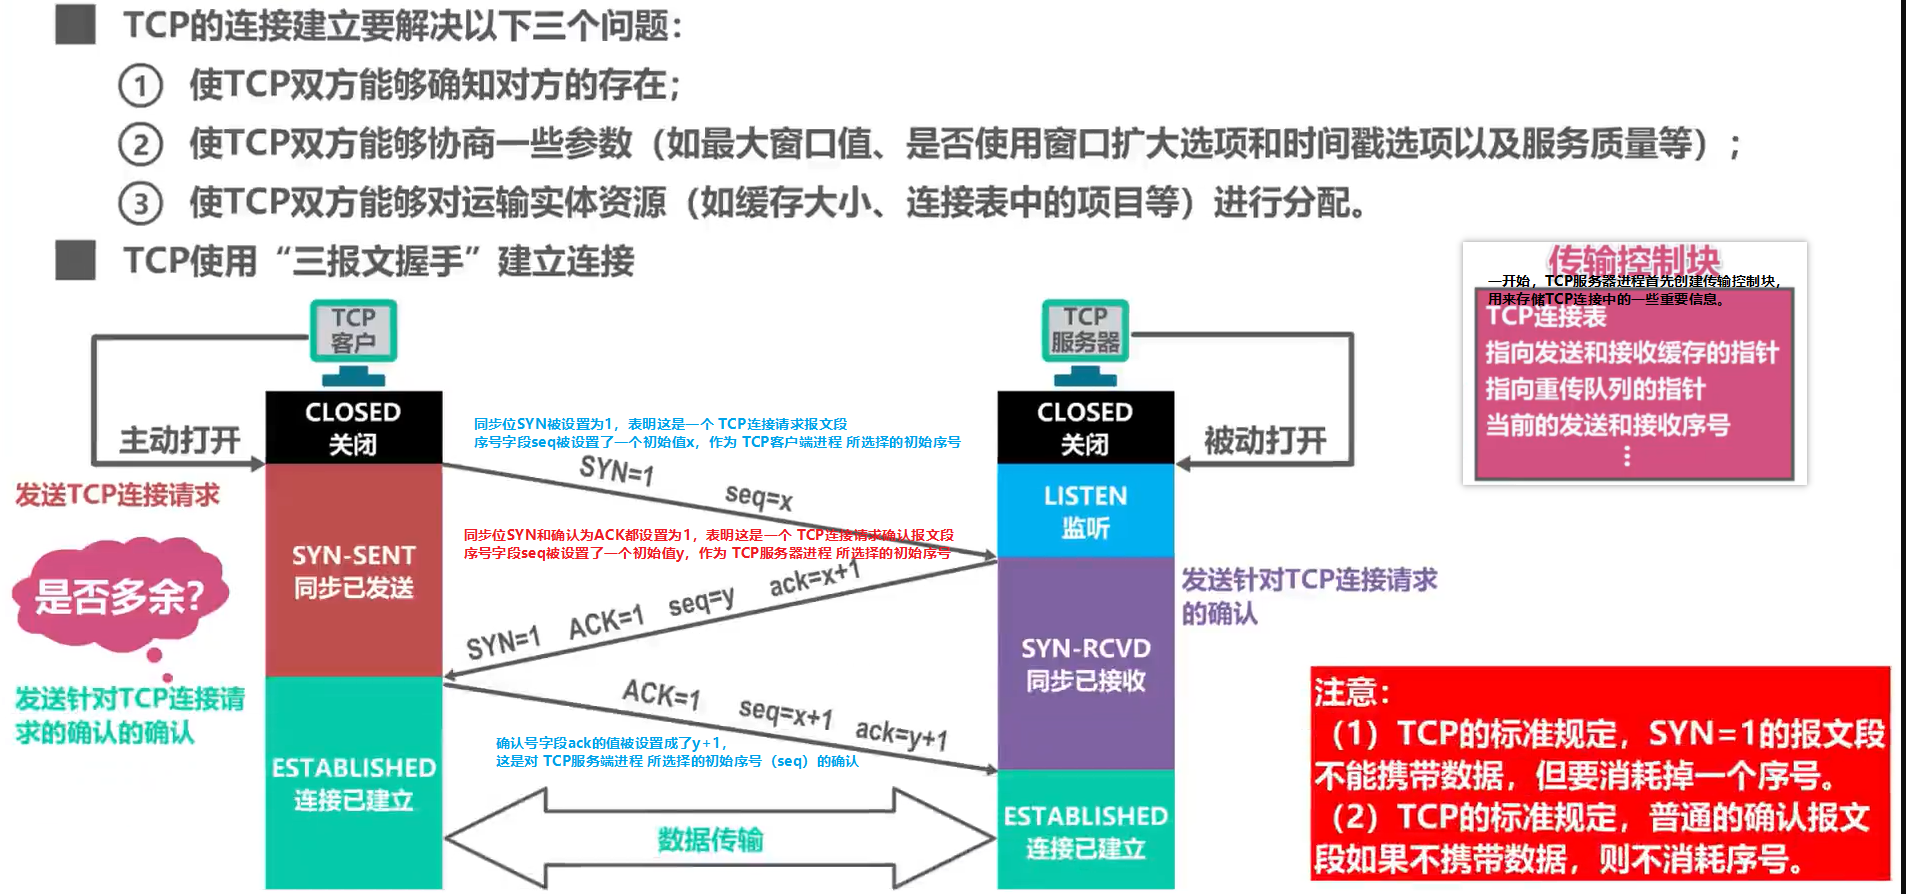 TCP的连接建立要解决以下三个问题：
① 使TCP双方能够确知对方的存在；
② 使TCP双方能够协商一些参数（如最大窗口值、是否使用窗口扩大选项和时间戳选项以及服务质量等）；
③ 使TCP双方能够对运输实体资源（如缓存大小、连接表中的项目等）进行分配。
TCP使用“三报文握手”建立连接
传输控制块
一开始，TCP服务器进程首先创建传输控制块，
用来存储TCP连接中的一些重要信息。
TCP连接表
指向发送和接收缓存的指针
指向重传队列的指针
当前的发送和接收序号
⋮
TCP
客户
TCP
服务器
CLOSED
关闭
CLOSED
关闭
主动打开
被动打开
同步位SYN被设置为1，表明这是一个 TCP连接请求报文段
序号字段seq被设置了一个初始值x，作为 TCP客户端进程 所选择的初始序号
SYN=1 seq=x
发送TCP连接请求
LISTEN
监听
同步位SYN和确认为ACK都设置为1，表明这是一个 TCP连接请求确认报文段
序号字段seq被设置了一个初始值y，作为 TCP服务器进程 所选择的初始序号
SYN-SENT
同步已发送
是否多余？
SYN=1 ACK=1 seq=y ack=x+1
发送针对TCP连接请求
的确认
SYN-RCVD
同步已接收
发送针对TCP连接请
求的确认的确认
ACK=1 seq=x+1 ack=y+1
确认号字段ack的值被设置成了y+1，
这是对 TCP服务端进程 所选择的初始序号（seq）的确认
ESTABLISHED
连接已建立
数据传输
ESTABLISHED
连接已建立
注意：
（1）TCP的标准规定，SYN=1的报文段
不能携带数据，但要消耗掉一个序号。
（2）TCP的标准规定，普通的确认报文
段如果不携带数据，则不消耗序号。